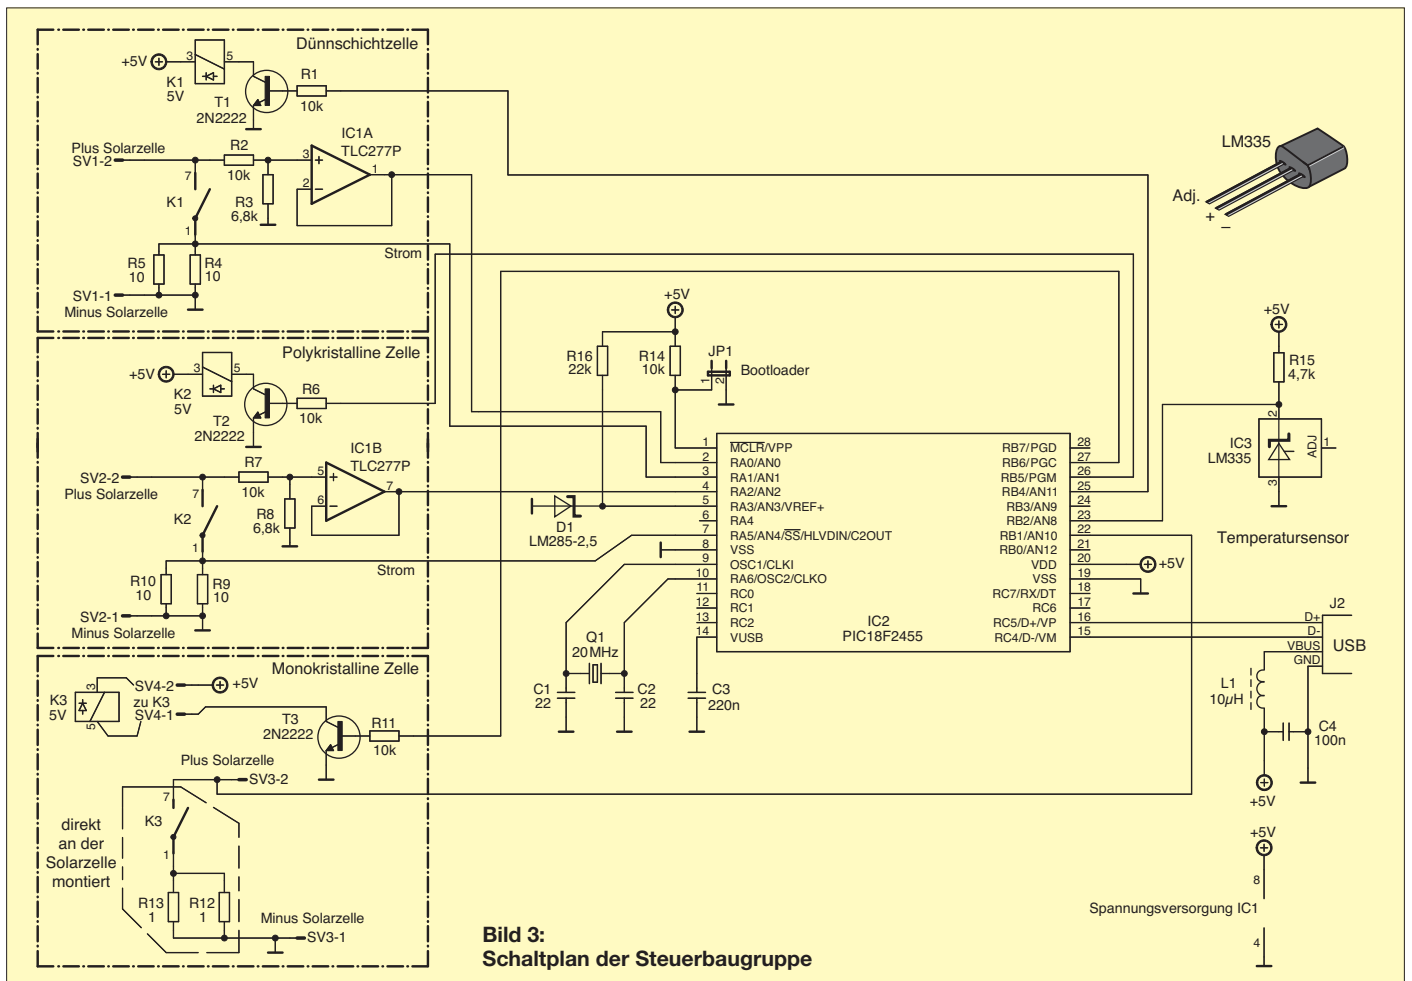 Dünnschichtzelle
+5V
3
5
K1
5V
T1
2N2222
R1
10k
Plus Solarzelle
SV1-2
R2
10k
IC1A
TLC277P
3
+
2
–
1
7
K1
1
R3
6,8k
Strom
R5
10
R4
10
SV1-1
Minus Solarzelle
Polykristalline Zelle
+5V
3
5
K2
5V
T2
2N2222
R6
10k
IC1B
TLC277P
R7
10k
SV2-2
Plus Solarzelle
5
+
6
–
7
7
K2
1
R8
6,8k
Strom
R10
10
R9
10
SV2-1
Minus Solarzelle
Monokristalline Zelle
K3
5V
3
5
SV4-2
zu K3
SV4-1
+5V
T3
2N2222
R11
10k
Plus Solarzelle
SV3-2
7
K3
1
direkt
an der
Solarzelle
montiert
R13
1
R12
1
Minus Solarzelle
SV3-1
+5V
R16
22k
R14
10k
JP1
1
2
Bootloader
D1
LM285-2,5
1 MCLR/VPP
2 RA0/AN0
3 RA1/AN1
4 RA2/AN2
5 RA3/AN3/VREF+
6 RA4
7 RA5/AN4/SS/HLVDIN/C2OUT
8 VSS
9 OSC1/CLKI
10 RA6/OSC2/CLKO
11 RC0
12 RC1
13 RC2
14 VUSB
RB7/PGD 28
RB6/PGC 27
RB5/PGM 26
RB4/AN11 25
RB3/AN9 24
RB2/AN8 23
RB1/AN10 22
RB0/AN12 21
VDD 20
VSS 19
RC7/RX/DT 18
RC6 17
RC5/D+/VP 16
RC4/D-/VM 15
IC2
PIC18F2455
+5V
Q1
20MHz
C1
22
C2
22
C3
220n
LM335
Adj.
+
–
+5V
R15
4,7k
2
IC3
LM335
ADJ
1
3
Temperatursensor
J2
D+
D-
VBUS
GND
USB
L1
10µH
C4
100n
+5V
+5V
8
Spannungsversorgung IC1
4
Bild 3:
Schaltplan der Steuerbaugruppe